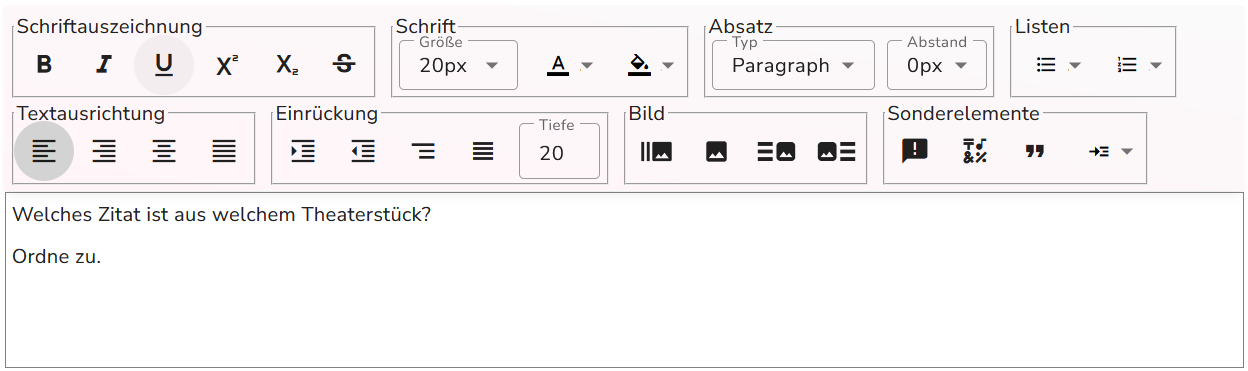 Schriftauszeichnung Schrift Absatz Listen
Größe Typ Abstand
B I U X² X₂ S 20px A Paragraph 0px
Textausrichtung Einrückung Bild Sonderelemente
Tiefe
20
Welches Zitat ist aus welchem Theaterstück?
Ordne zu.